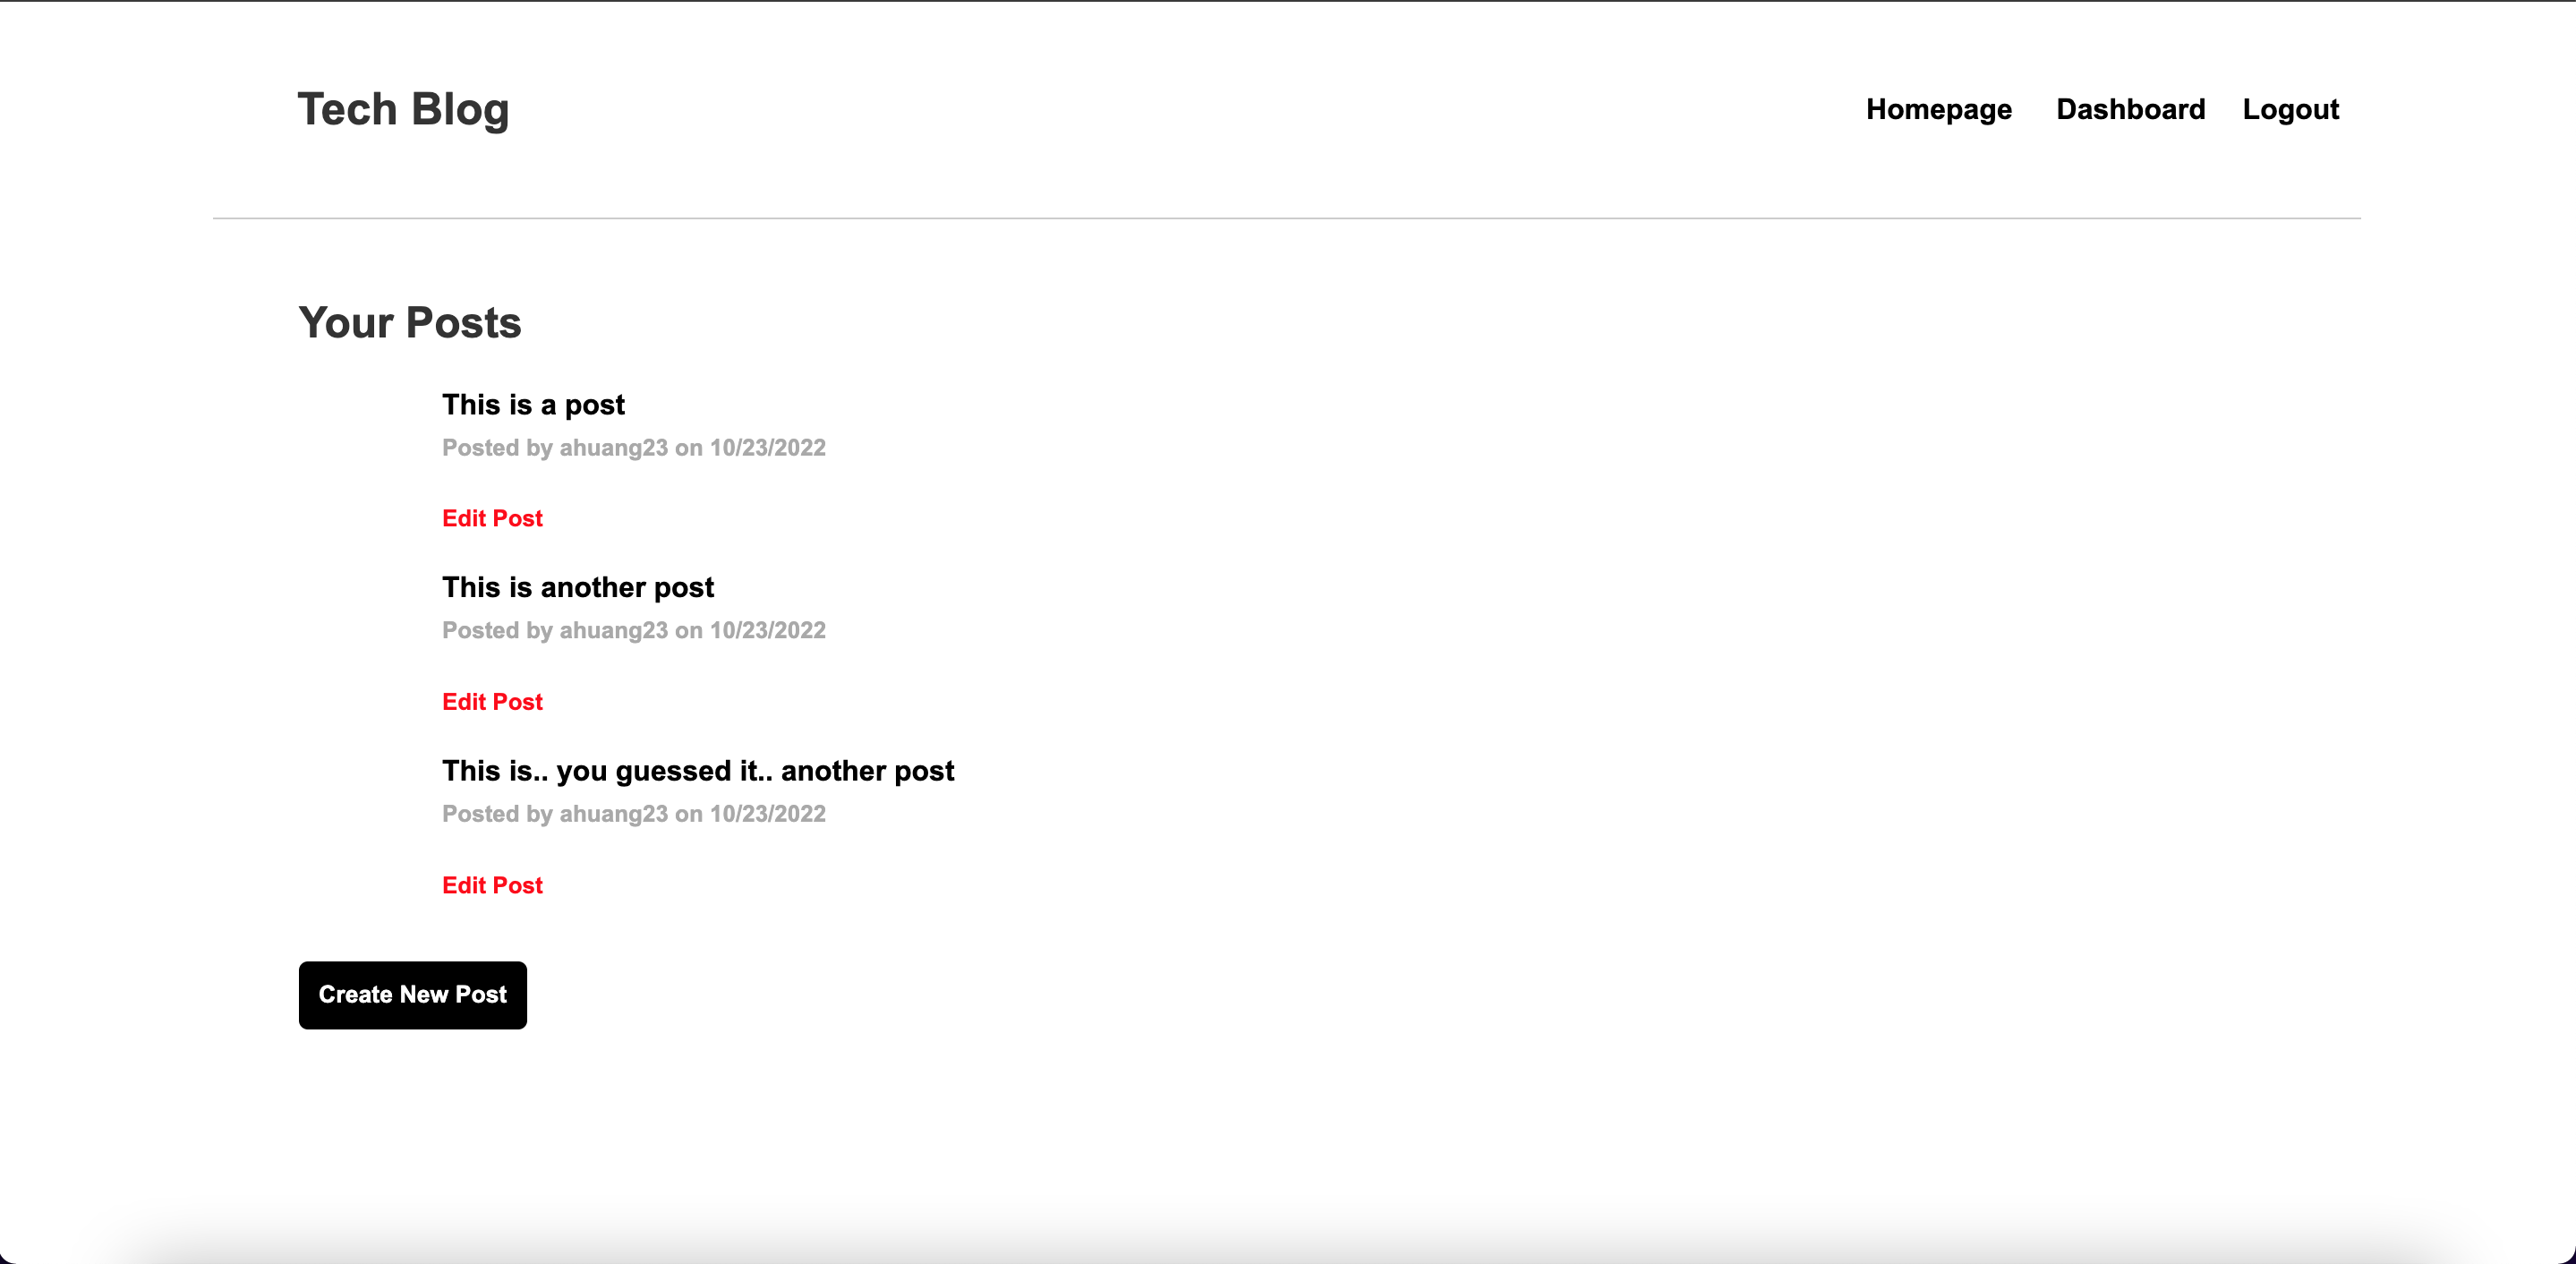 Tech Blog
Homepage Dashboard Logout
Your Posts
This is a post
Posted by ahuang23 on 10/23/2022
Edit Post
This is another post
Posted by ahuang23 on 10/23/2022
Edit Post
This is.. you guessed it.. another post
Posted by ahuang23 on 10/23/2022
Edit Post
Create New Post